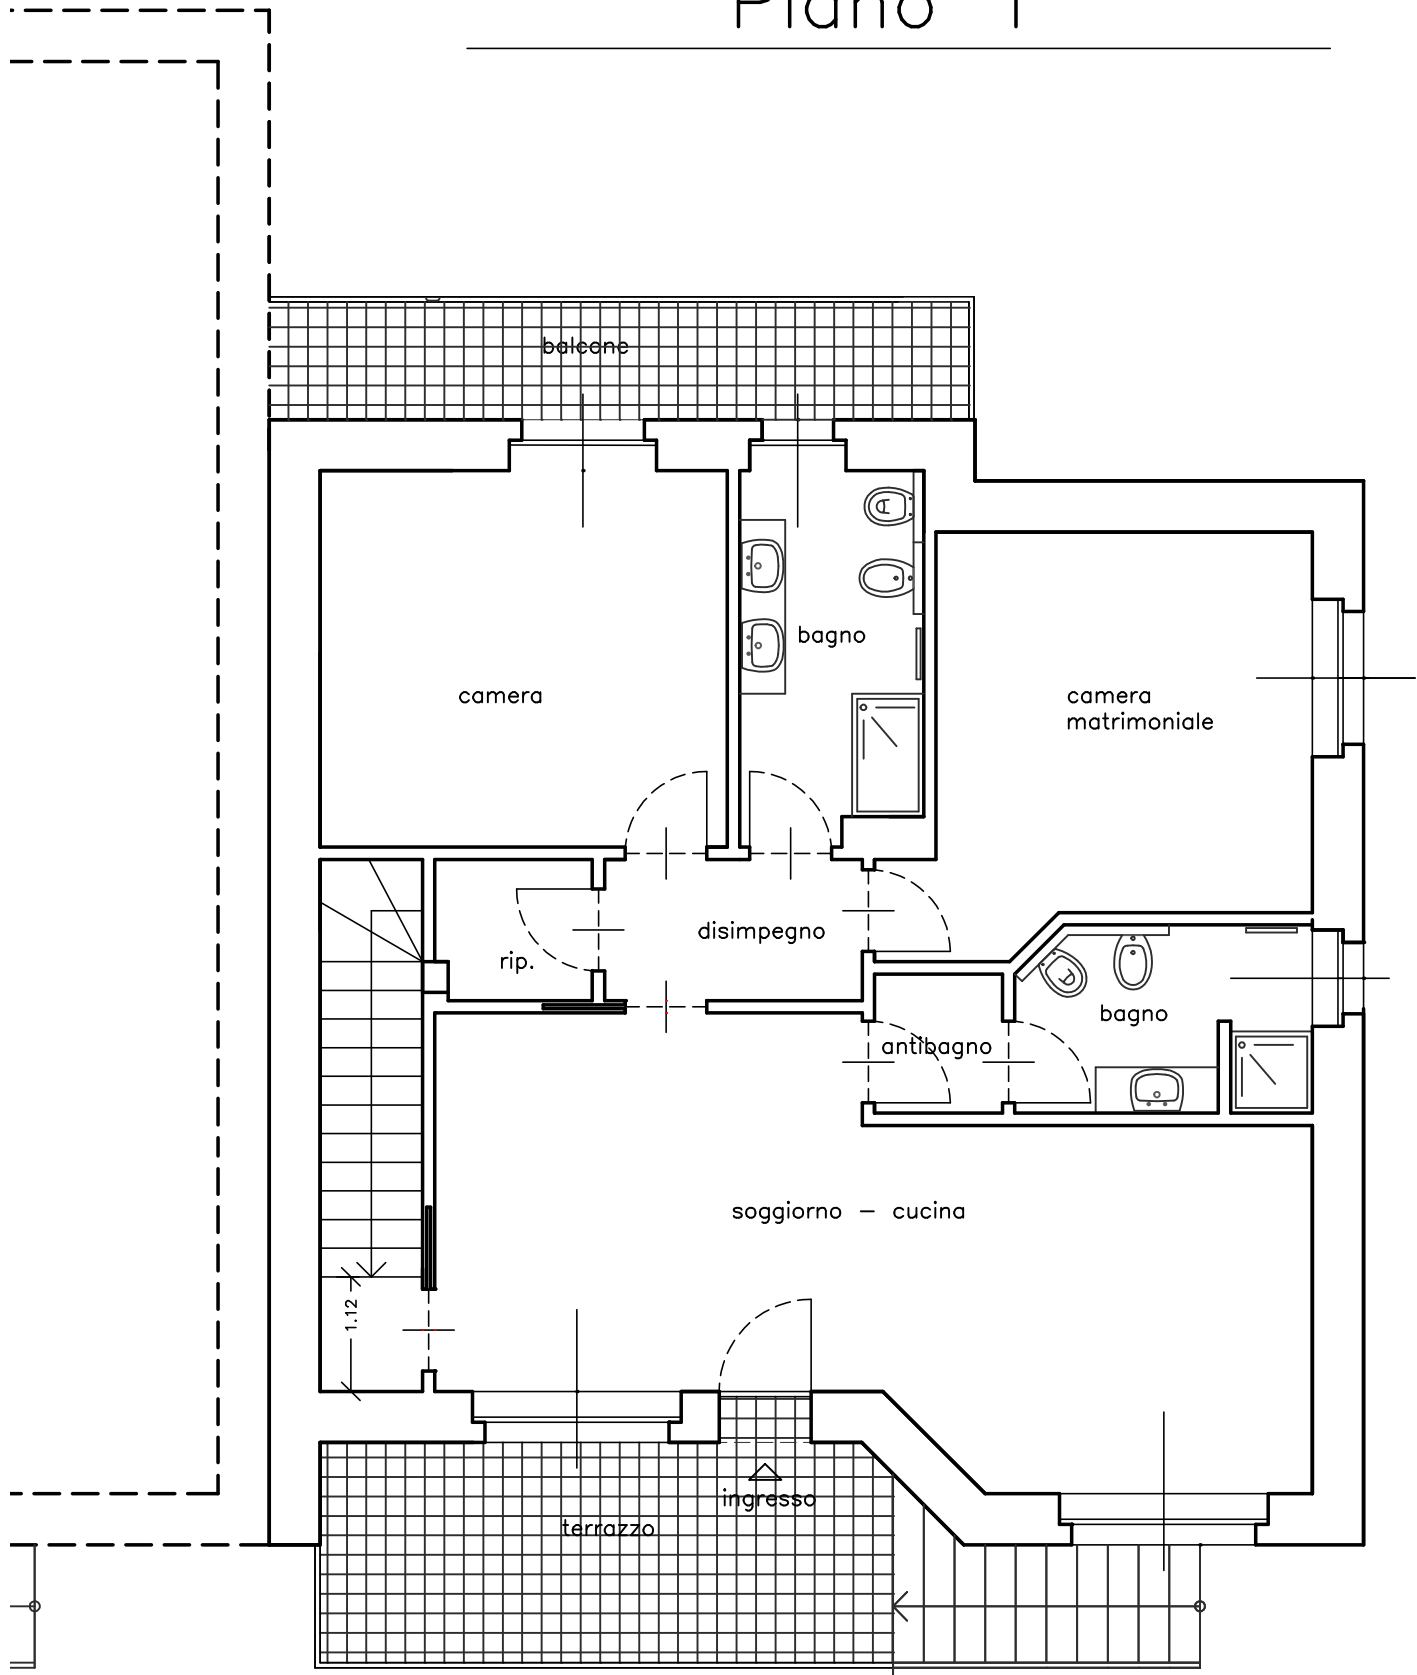 Piano 1
balcone
bagno
camera
camera
matrimoniale
disimpegno
rip.
bagno
antibagno
soggiorno – cucina
1.12
ingresso
terrazzo